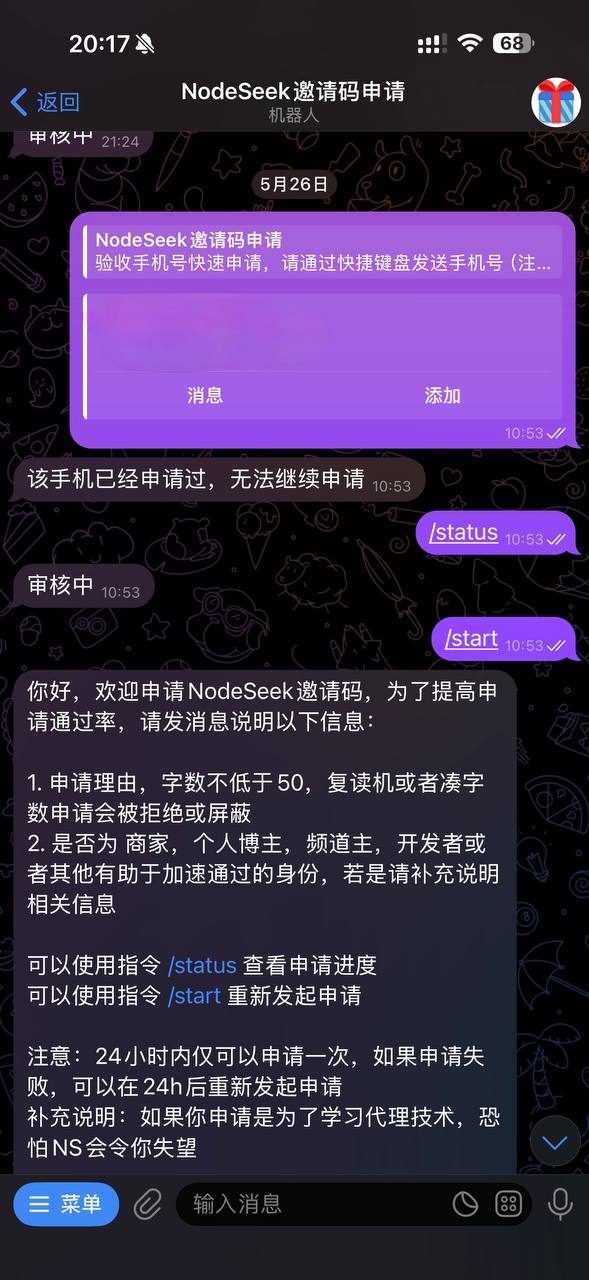 20:17
68
返回
NodeSeek邀请码申请
机器人
审核中 21:24
5月26日
NodeSeek邀请码申请
验收手机号快速申请，请通过快捷键盘发送手机号（注...
消息 添加
10:53
该手机已经申请过，无法继续申请 10:53
/status 10:53
审核中 10:53
/start 10:53
你好，欢迎申请NodeSeek邀请码，为了提高申
请通过率，请发消息说明以下信息：
1. 申请理由，字数不低于50，复读机或者凑字
数申请会被拒绝或屏蔽
2. 是否为 商家，个人博主，频道主，开发者或
者其他有助于加速通过的身份，若是请补充说明
相关信息
可以使用指令 /status 查看申请进度
可以使用指令 /start 重新发起申请
注意：24小时内仅可以申请一次，如果申请失
败，可以在24h后重新发起申请
补充说明：如果你申请是为了学习代理技术，恐
怕NS会令你失望
菜单
输入消息